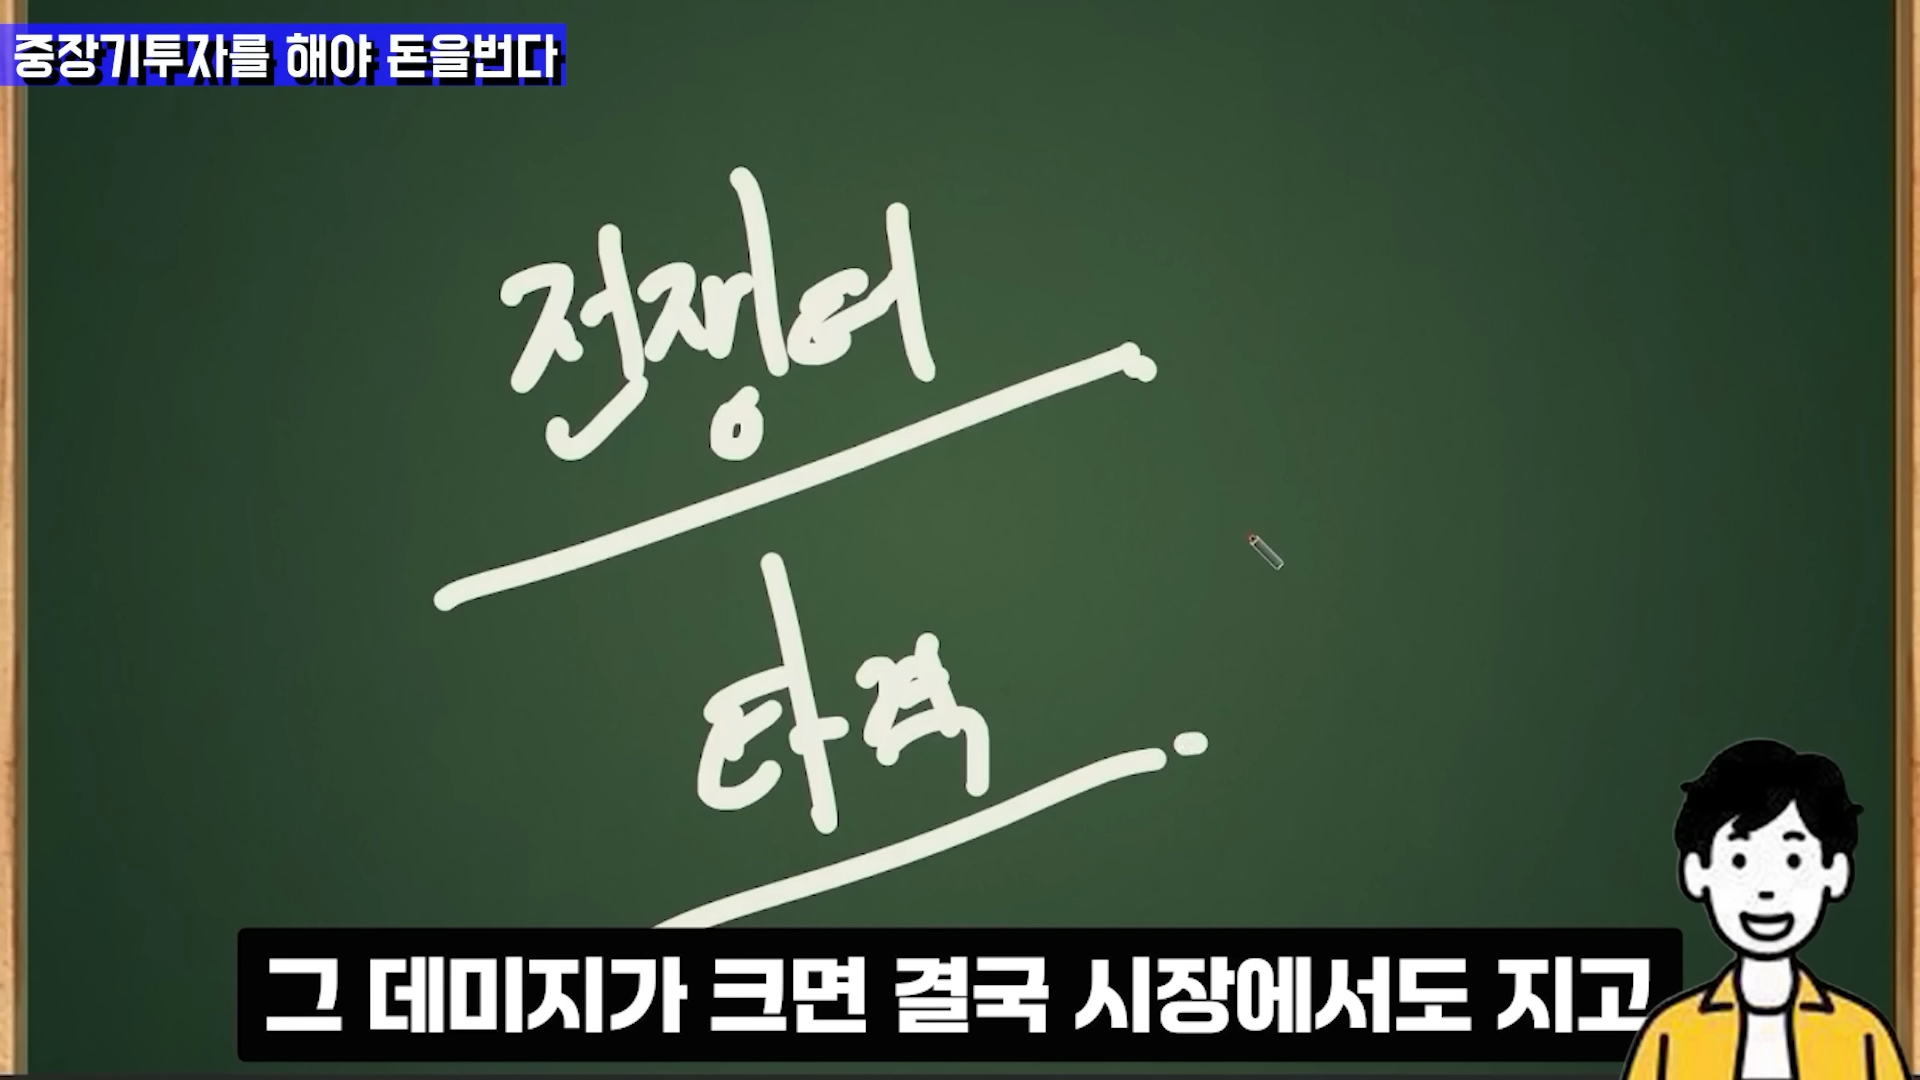 중장기투자를 해야 돈을번다
전쟁터
타격
그 데미지가 크면 결국 시장에서도 지고